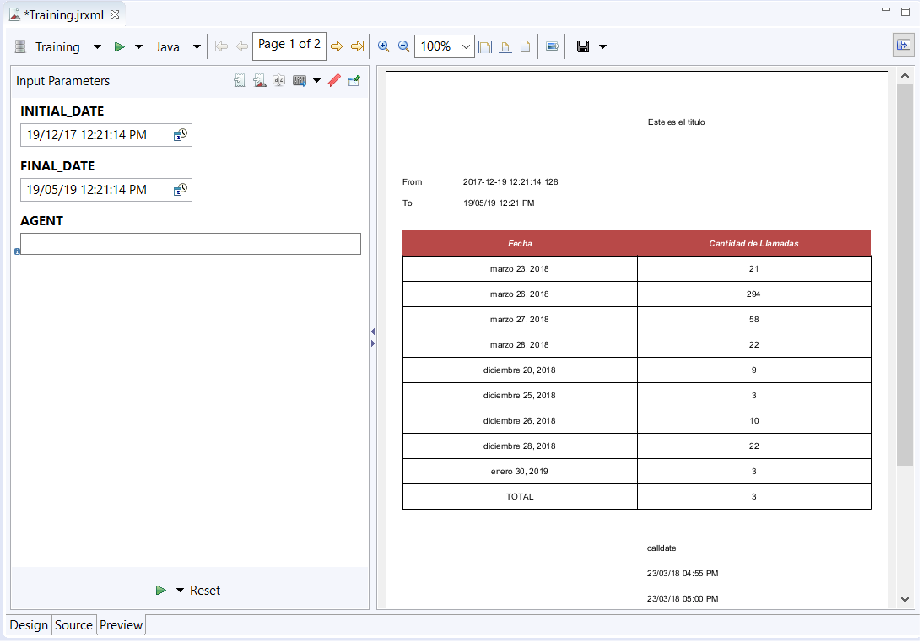 *Training.jrxml
Training Java Page 1 of 2 100%
Input Parameters
INITIAL_DATE
19/12/17 12:21:14 PM
FINAL_DATE
19/05/19 12:21:14 PM
AGENT
Reset
Este es el titulo
From 2017-12-19 12:21:14.128
To 19/05/19 12:21 PM
Fecha Cantidad de Llamadas
marzo 23, 2018 21
marzo 26, 2018 294
marzo 27, 2018 58
marzo 28, 2018 22
diciembre 20, 2018 9
diciembre 25, 2018 3
diciembre 26, 2018 10
diciembre 28, 2018 22
enero 30, 2019 3
TOTAL 3
calldate
23/03/18 04:55 PM
23/03/18 05:00 PM
Design Source Preview